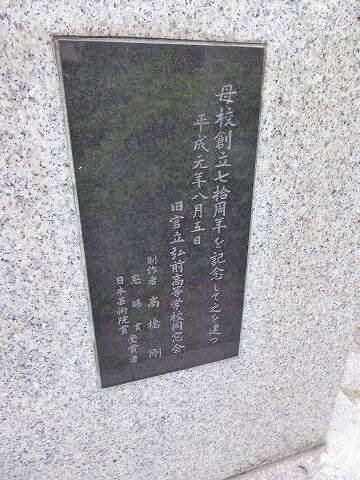 母校創立七拾周年を記念して之を建つ
平成元年八月五日
旧官立弘前高等学校同窓会
制作者 高橋 剛
恩賜賞
日本芸術院賞 受賞者